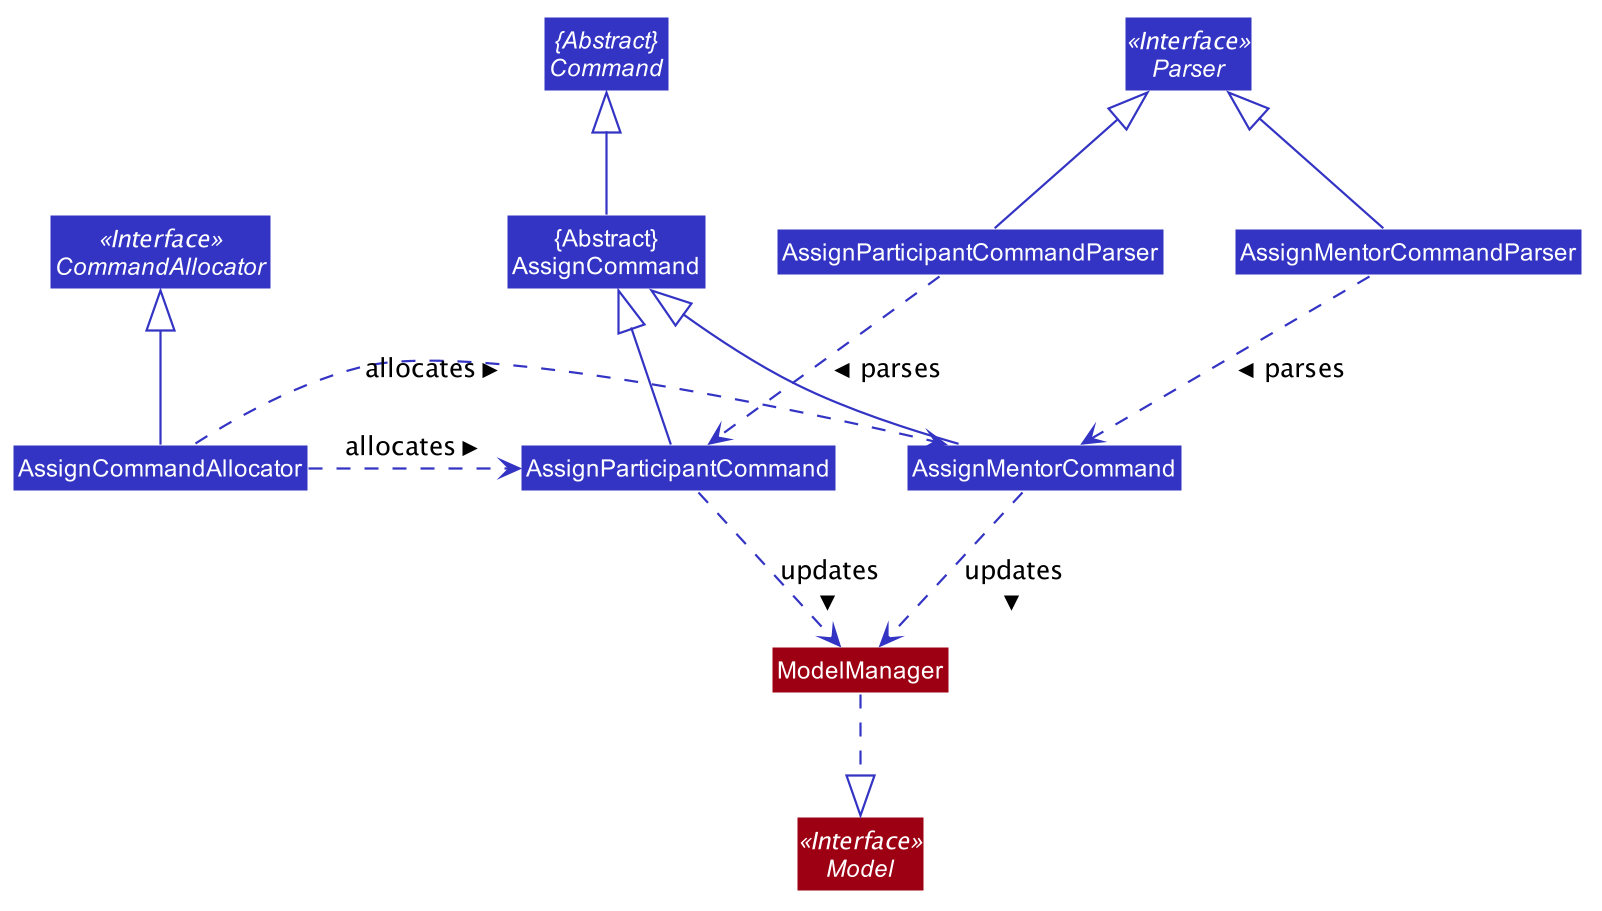 {Abstract}
Command
«Interface»
Parser
«Interface»
CommandAllocator
{Abstract}
AssignCommand
AssignParticipantCommandParser
AssignMentorCommandParser
allocates ▶
◀ parses
◀ parses
allocates ▶
AssignCommandAllocator
AssignParticipantCommand
AssignMentorCommand
updates
▼
updates
▼
ModelManager
«Interface»
Model